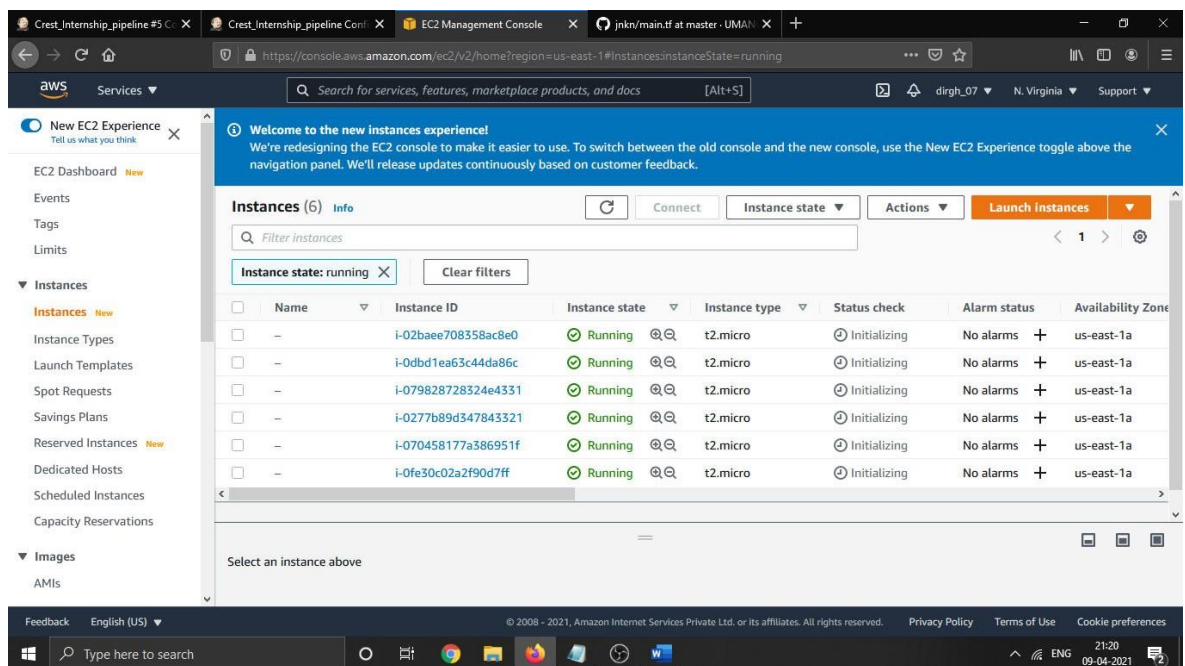 Crest_Internship_pipeline #5 Co
Crest_Internship_pipeline Confi
EC2 Management Console
jnkn/main.tf at master · UMAN
https://console.aws.amazon.com/ec2/v2/home?region=us-east-1#Instances:instanceState=running
aws
Services
Search for services, features, marketplace products, and docs
[Alt+S]
dirgh_07
N. Virginia
Support
New EC2 Experience
Tell us what you think
EC2 Dashboard New
Events
Tags
Limits
Instances
Instances New
Instance Types
Launch Templates
Spot Requests
Savings Plans
Reserved Instances New
Dedicated Hosts
Scheduled Instances
Capacity Reservations
Images
AMIs
Welcome to the new instances experience!
We're redesigning the EC2 console to make it easier to use. To switch between the old console and the new console, use the New EC2 Experience toggle above the
navigation panel. We'll release updates continuously based on customer feedback.
Instances (6) Info
Connect
Instance state
Actions
Launch instances
Filter instances
1
Instance state: running
Clear filters
Name Instance ID Instance state Instance type Status check Alarm status Availability Zone
– i-02baee708358ac8e0 Running t2.micro Initializing No alarms + us-east-1a
– i-0dbd1ea63c44da86c Running t2.micro Initializing No alarms + us-east-1a
– i-079828728324e4331 Running t2.micro Initializing No alarms + us-east-1a
– i-0277b89d347843321 Running t2.micro Initializing No alarms + us-east-1a
– i-070458177a386951f Running t2.micro Initializing No alarms + us-east-1a
– i-0fe30c02a2f90d7ff Running t2.micro Initializing No alarms + us-east-1a
Select an instance above
Feedback English (US)
© 2008 - 2021, Amazon Internet Services Private Ltd. or its affiliates. All rights reserved.
Privacy Policy Terms of Use Cookie preferences
Type here to search
ENG
21:20
09-04-2021
2